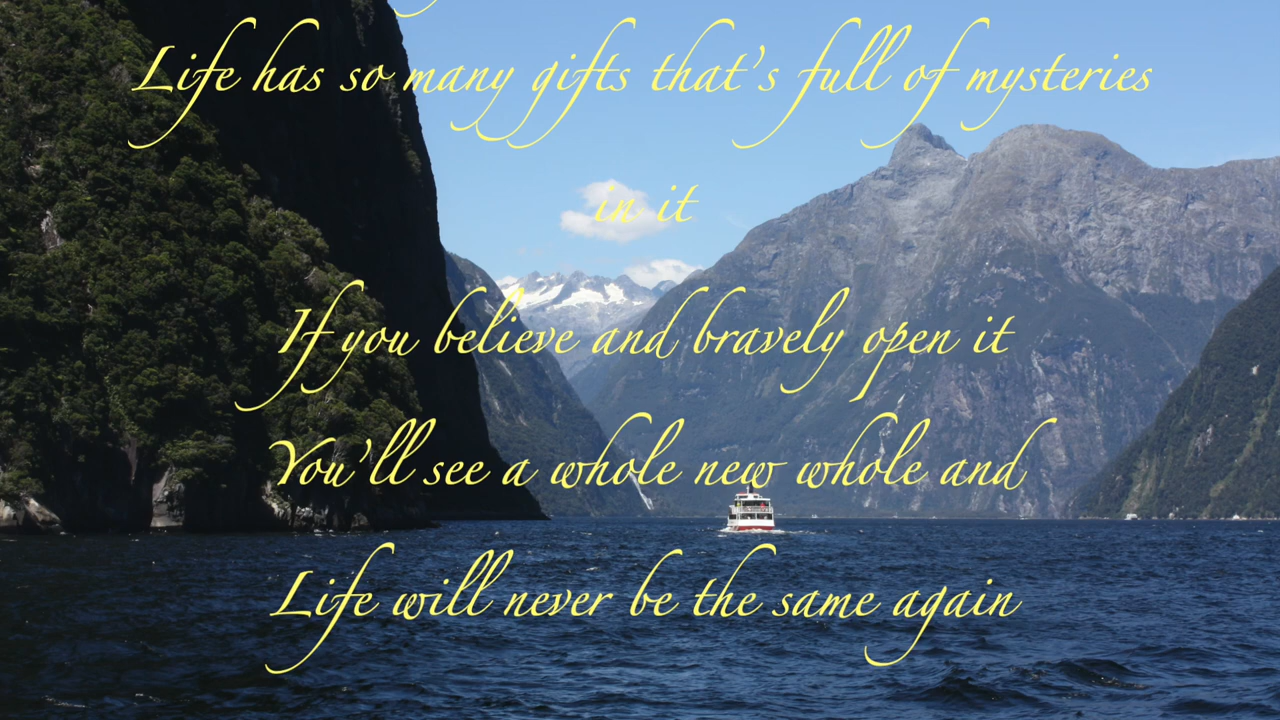 Life has so many gifts that's full of mysteries
in it
If you believe and bravely open it
You'll see a whole new whole and
Life will never be the same again